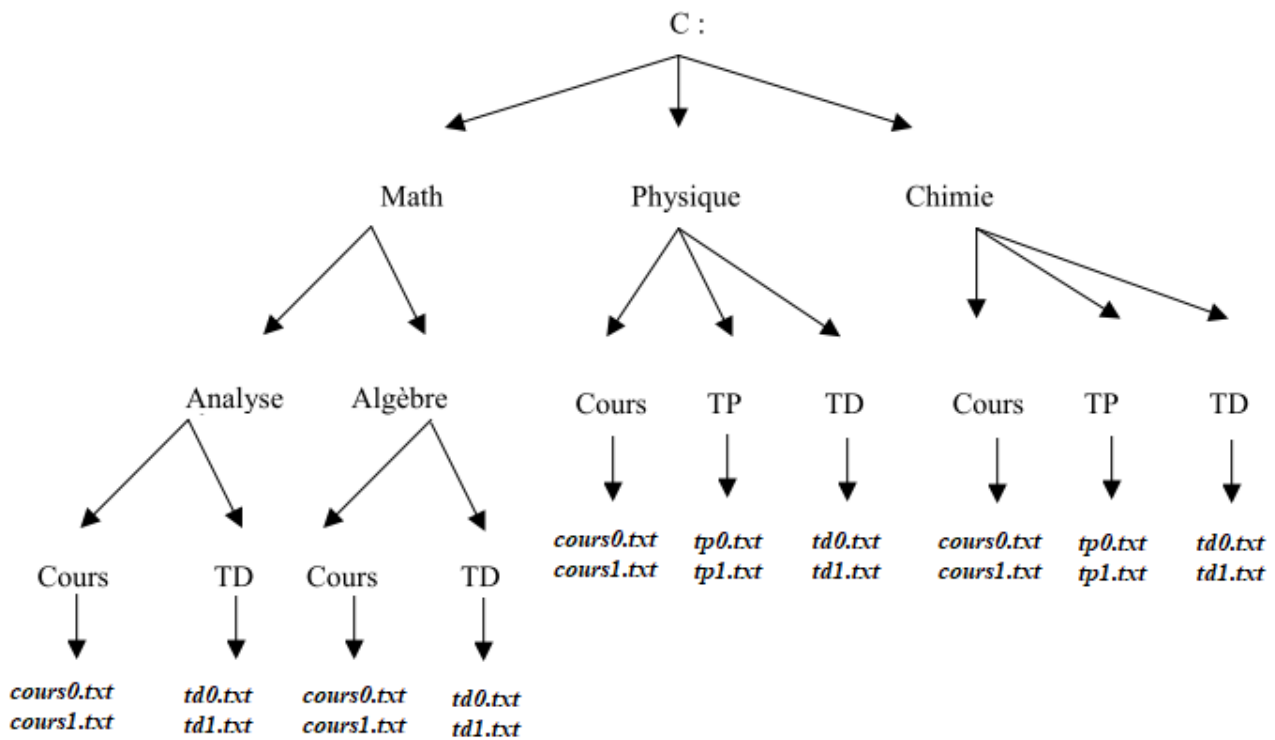 C :
Math Physique Chimie
Analyse Algèbre Cours TP TD Cours TP TD
cours0.txt tp0.txt td0.txt cours0.txt tp0.txt td0.txt
cours1.txt tp1.txt td1.txt cours1.txt tp1.txt td1.txt
Cours TD Cours TD
cours0.txt td0.txt cours0.txt td0.txt
cours1.txt td1.txt cours1.txt td1.txt